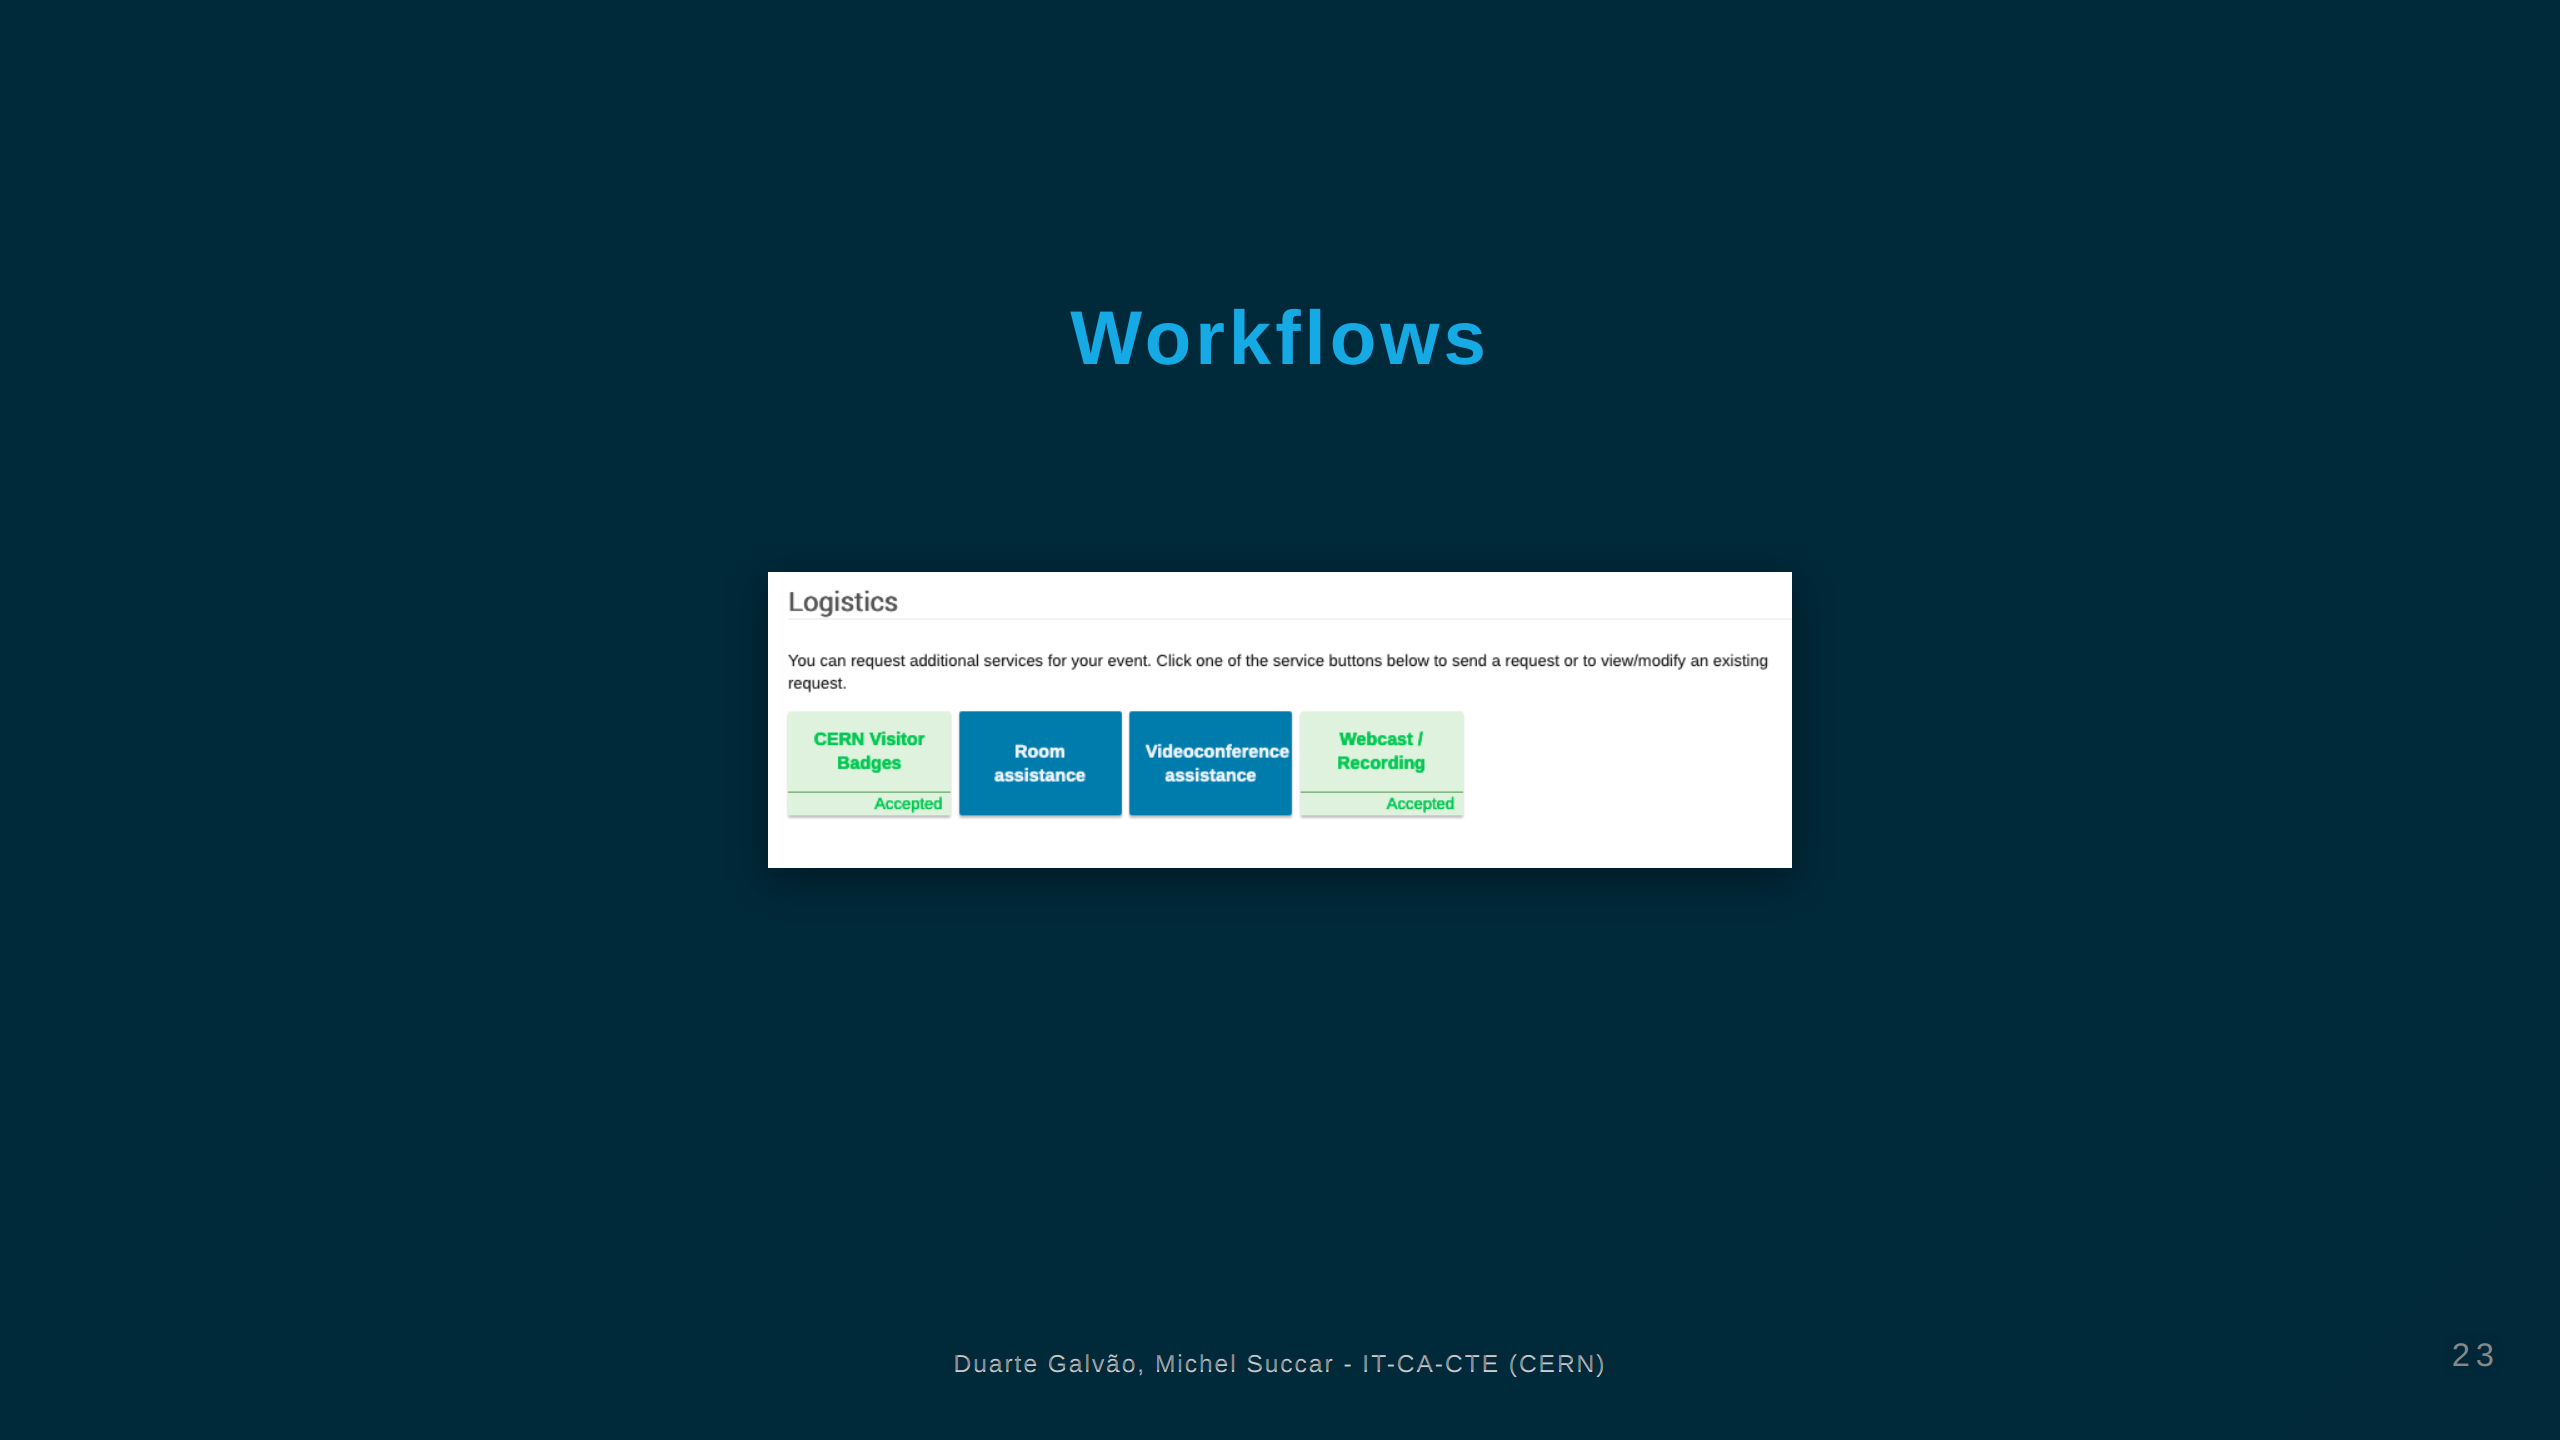 Workflows
Logistics
You can request additional services for your event. Click one of the service buttons below to send a request or to view/modify an existing
request.
CERN Visitor
Badges
Accepted
Room
assistance
Videoconference
assistance
Webcast /
Recording
Accepted
Duarte Galvão, Michel Succar - IT-CA-CTE (CERN)
23